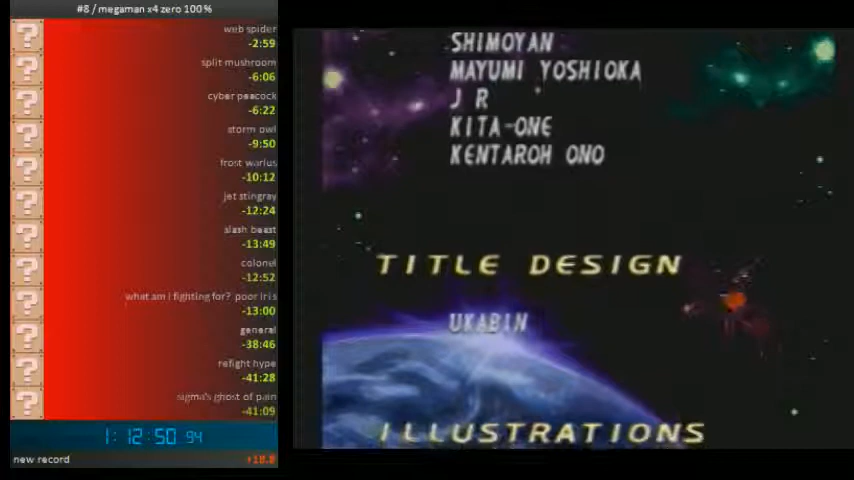 #8 / megaman x4 zero 100%
web spider
-2:59
split mushroom
-6:06
cyber peacock
-6:22
storm owl
-9:50
frost warlus
-10:12
jet stingray
-12:24
slash beast
-13:49
colonel
-12:52
what am i fighting for? poor iris
-13:00
general
-38:46
refight hype
-41:28
sigma's ghost of pain
-41:09
1:12:50 94
new record +18.8
SHIMOYAN
MAYUMI YOSHIOKA
J R
KITA-ONE
KENTAROH ONO
TITLE DESIGN
UKABIN
ILLUSTRATIONS